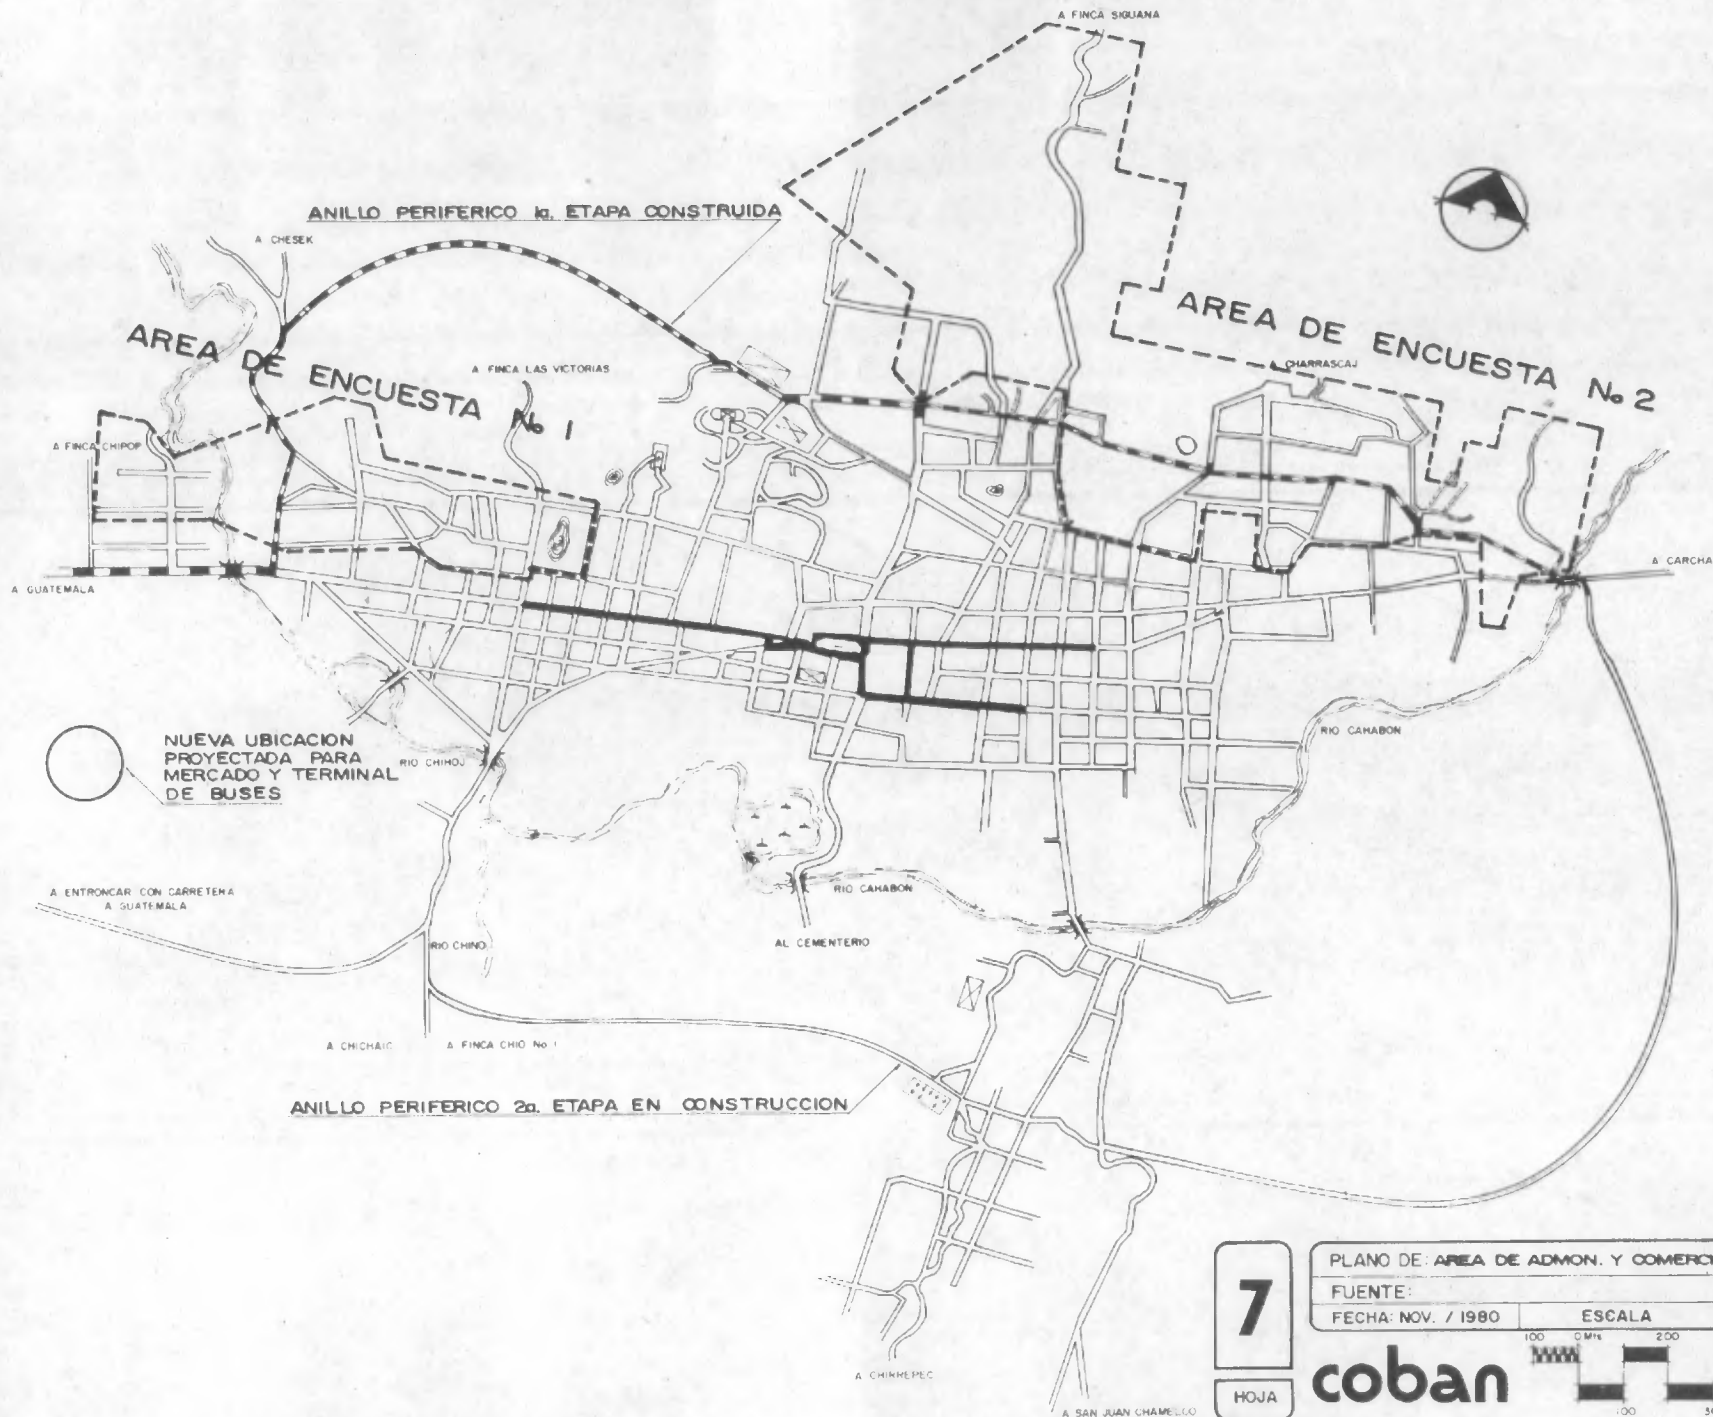 A FINCA SIGUANA
ANILLO PERIFERICO 1a. ETAPA CONSTRUIDA
A CHESEK
AREA DE ENCUESTA No 1
AREA DE ENCUESTA No 2
A FINCA LAS VICTORIAS
A CHARRASCAJ
A FINCA CHIPOP
A GUATEMALA
A CARCHA
NUEVA UBICACION
PROYECTADA PARA
MERCADO Y TERMINAL
DE BUSES
RIO CHIHOJ
RIO CAHABON
A ENTRONCAR CON CARRETERA
A GUATEMALA
RIO CAHABON
RIO CHINO
AL CEMENTERIO
A CHICHAIC
A FINCA CHIO No 1
ANILLO PERIFERICO 2a. ETAPA EN CONSTRUCCION
A CHIRREPEC
A SAN JUAN CHAMELCO
7
HOJA
PLANO DE: AREA DE ADMON. Y COMERCI
FUENTE:
FECHA: NOV. / 1980
ESCALA
100 0 Mts 200
100
coban